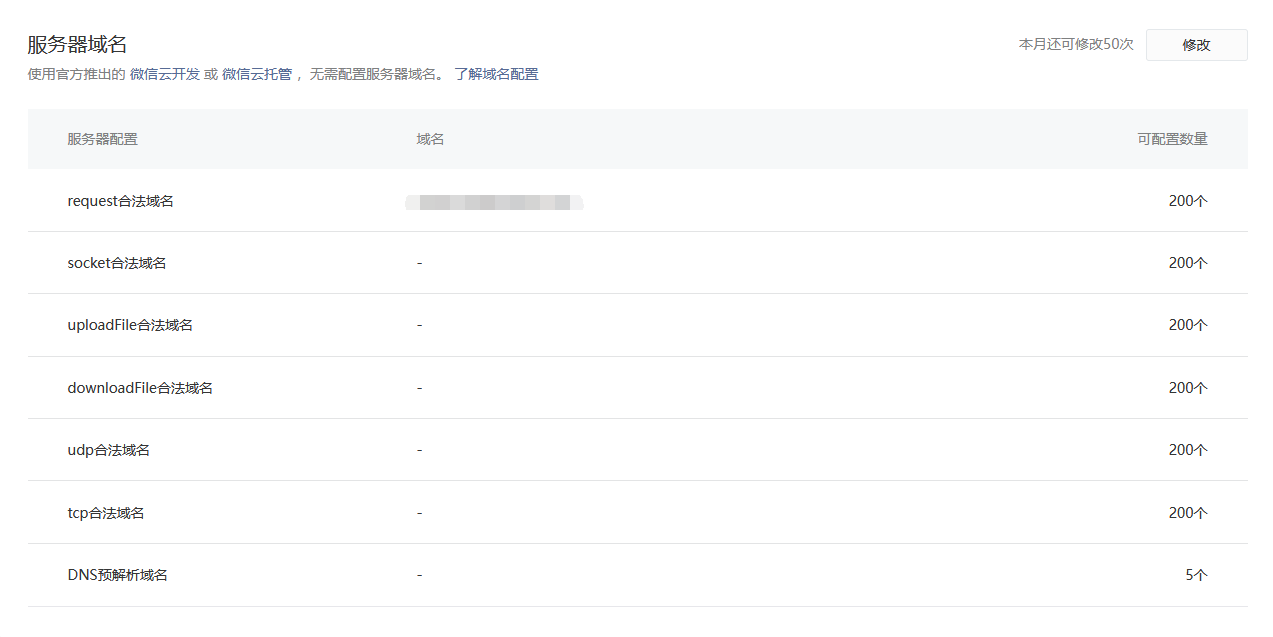 服务器域名
本月还可修改50次 修改
使用官方推出的 微信云开发 或 微信云托管 ，无需配置服务器域名。 了解域名配置
服务器配置 域名 可配置数量
request合法域名 200个
socket合法域名 - 200个
uploadFile合法域名 - 200个
downloadFile合法域名 - 200个
udp合法域名 - 200个
tcp合法域名 - 200个
DNS预解析域名 - 5个